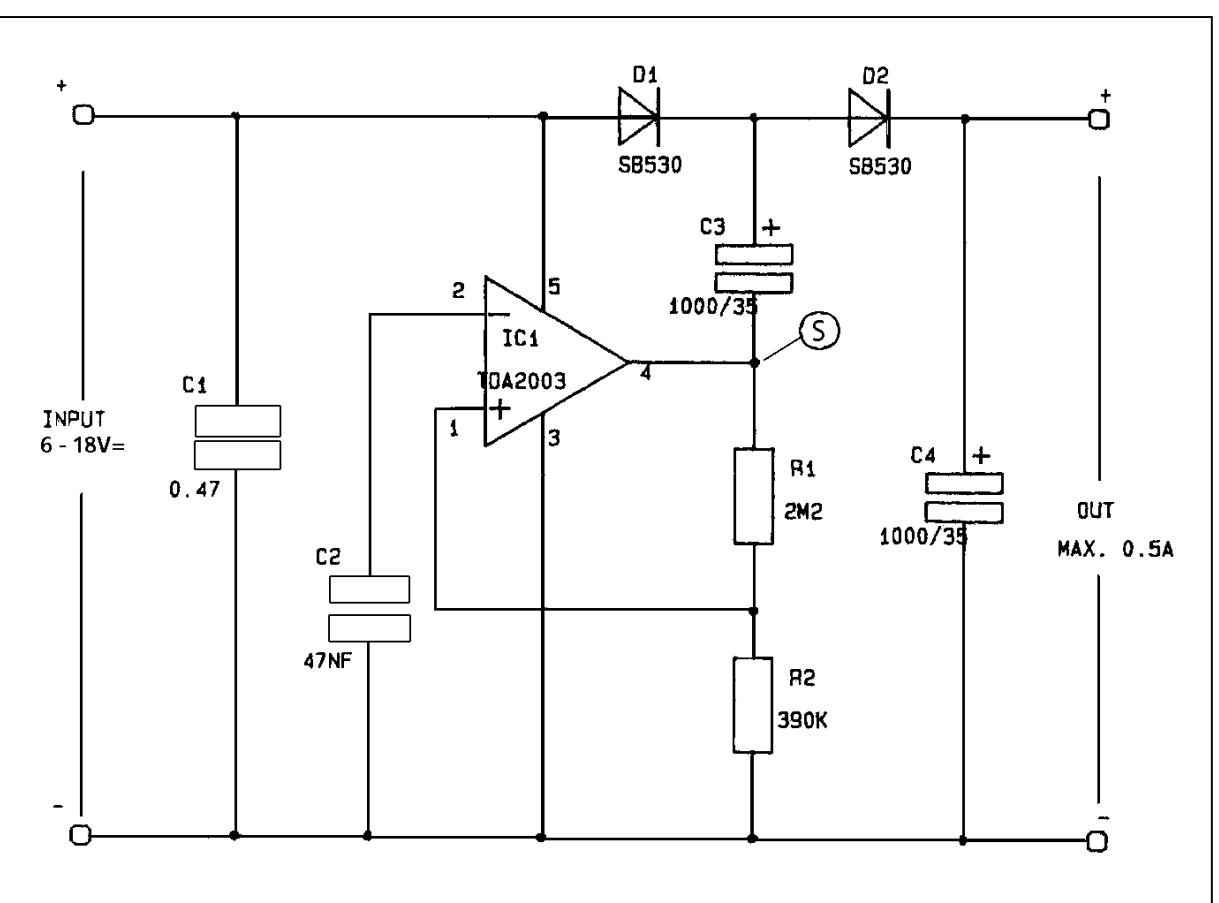 D1
D2
+
+
SB530
SB530
C3 +
1000/35
2
5
IC1
S
TDA2003
4
C1
1
3
INPUT
6 - 18V=
0.47
R1
2M2
C4 +
1000/35
OUT
MAX. 0.5A
C2
47NF
R2
390K
-
-